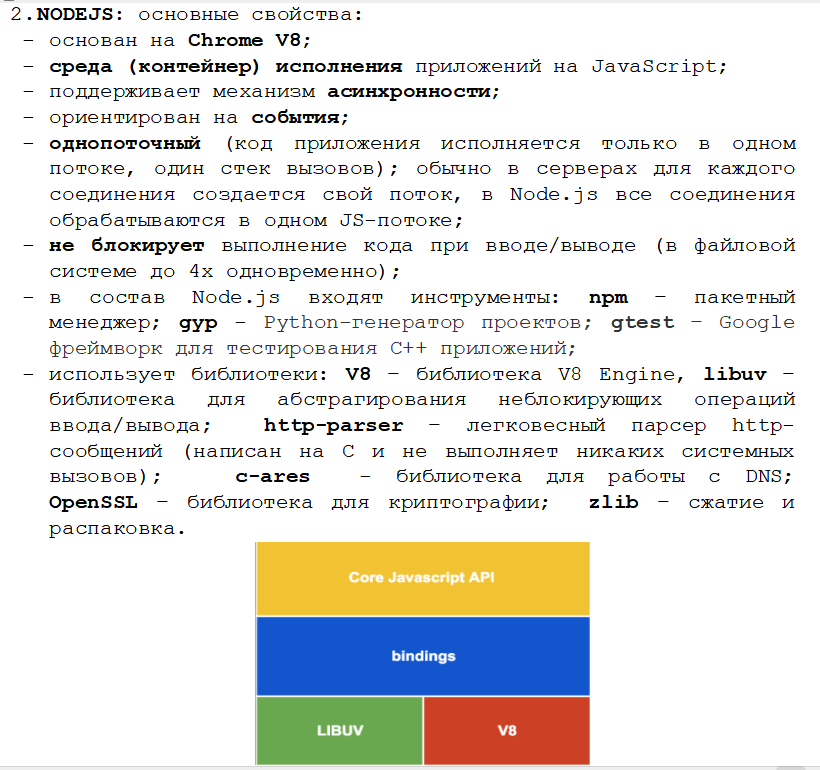 2.NODEJS: основные свойства:
– основан на Chrome V8;
– среда (контейнер) исполнения приложений на JavaScript;
– поддерживает механизм асинхронности;
– ориентирован на события;
– однопоточный (код приложения исполняется только в одном
потоке, один стек вызовов); обычно в серверах для каждого
соединения создается свой поток, в Node.js все соединения
обрабатываются в одном JS-потоке;
– не блокирует выполнение кода при вводе/выводе (в файловой
системе до 4х одновременно);
– в состав Node.js входят инструменты: npm – пакетный
менеджер; gyp – Python-генератор проектов; gtest – Google
фреймворк для тестирования C++ приложений;
– использует библиотеки: V8 – библиотека V8 Engine, libuv –
библиотека для абстрагирования неблокирующих операций
ввода/вывода; http-parser – легковесный парсер http-
сообщений (написан на C и не выполняет никаких системных
вызовов); c-ares – библиотека для работы с DNS;
OpenSSL – библиотека для криптографии; zlib – сжатие и
распаковка.
Core Javascript API
bindings
LIBUV V8